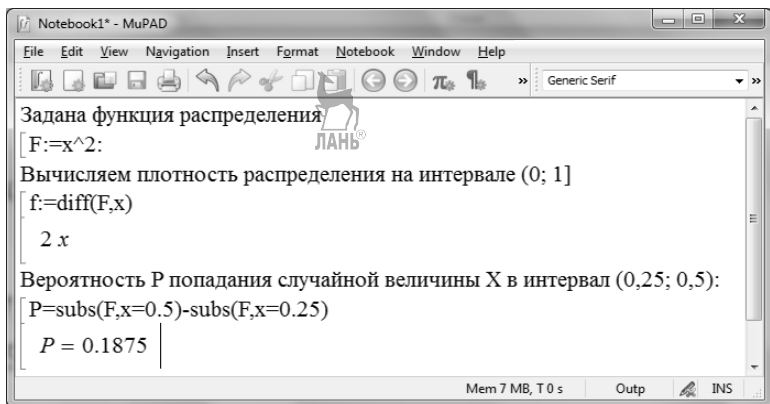 Notebook1* - MuPAD
File Edit View Navigation Insert Format Notebook Window Help
π » Generic Serif »
Задана функция распределения
ЛАНЬ®
F:=x^2:
Вычисляем плотность распределения на интервале (0; 1]
f:=diff(F,x)
2 x
Вероятность P попадания случайной величины X в интервал (0,25; 0,5):
P=subs(F,x=0.5)-subs(F,x=0.25)
P = 0.1875
Mem 7 MB, T 0 s Outp INS